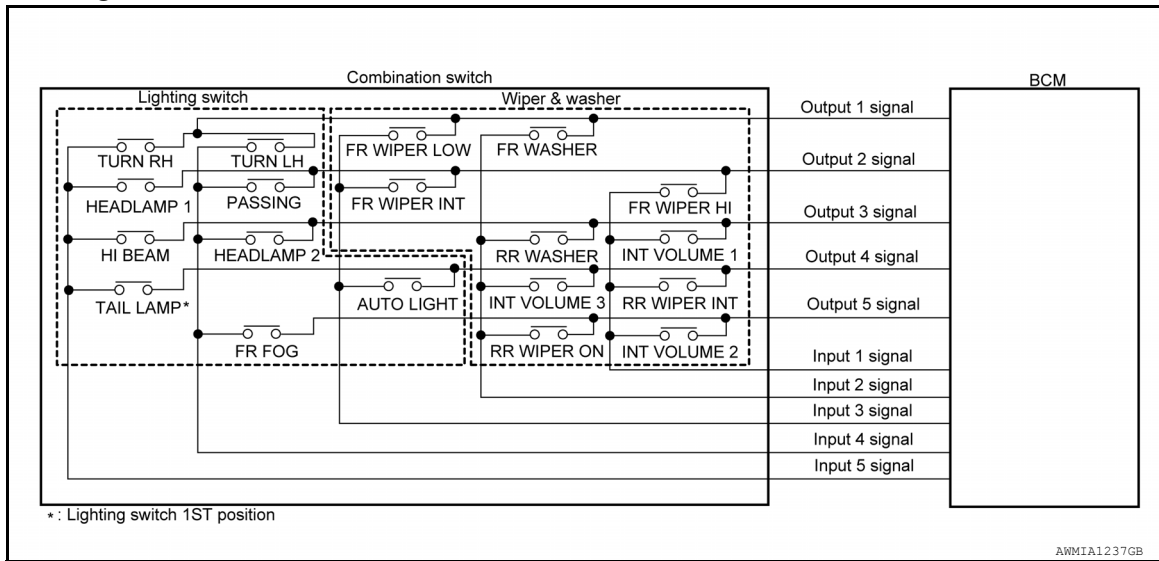 Combination switch
BCM
Lighting switch
Wiper & washer
Output 1 signal
TURN RH
TURN LH
FR WIPER LOW
FR WASHER
Output 2 signal
HEADLAMP 1
PASSING
FR WIPER INT
FR WIPER HI
Output 3 signal
HI BEAM
HEADLAMP 2
RR WASHER
INT VOLUME 1
Output 4 signal
TAIL LAMP*
AUTO LIGHT
INT VOLUME 3
RR WIPER INT
Output 5 signal
FR FOG
RR WIPER ON
INT VOLUME 2
Input 1 signal
Input 2 signal
Input 3 signal
Input 4 signal
Input 5 signal
* : Lighting switch 1ST position
AWMIA1237GB